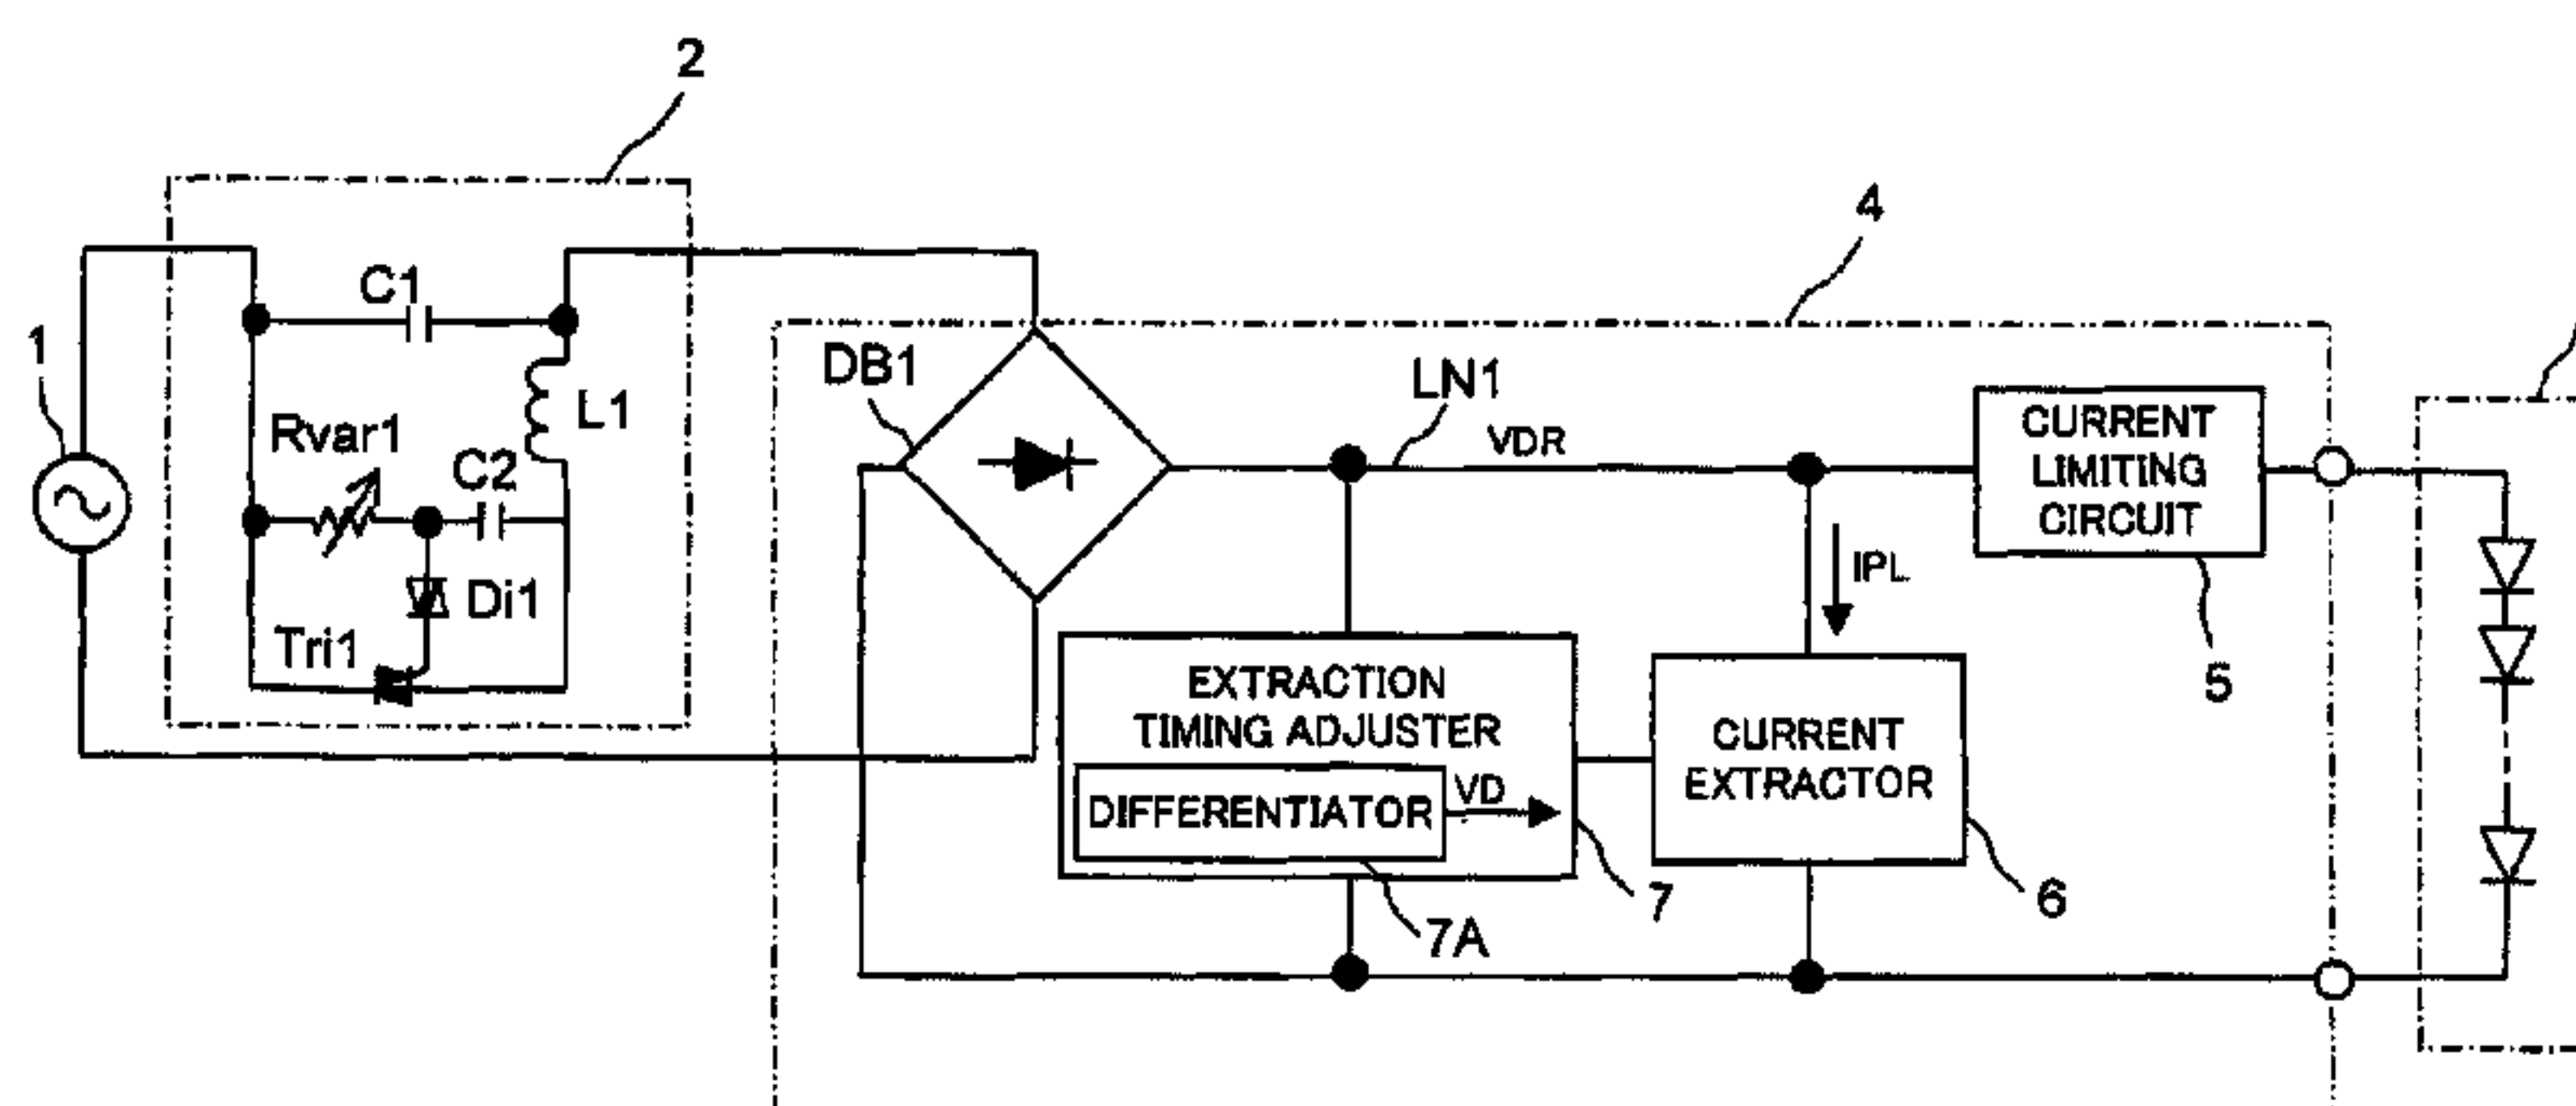 2
4
1
C1
DB1
LN1
VDR
L1
Rvar1
C2
CURRENT
LIMITING
CIRCUIT
IPL
Di1
Tri1
5
EXTRACTION
TIMING ADJUSTER
CURRENT
EXTRACTOR
VD
DIFFERENTIATOR
7
6
7A